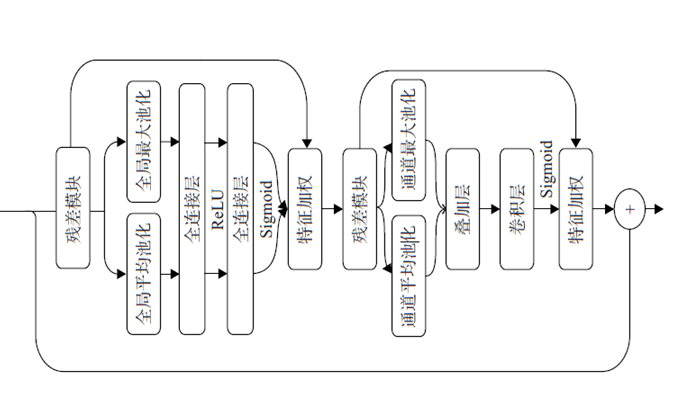 残差模块
全局最大池化
全局平均池化
全连接层
ReLU
全连接层
Sigmoid
特征加权
残差模块
通道最大池化
通道平均池化
叠加层
卷积层
Sigmoid
特征加权
+